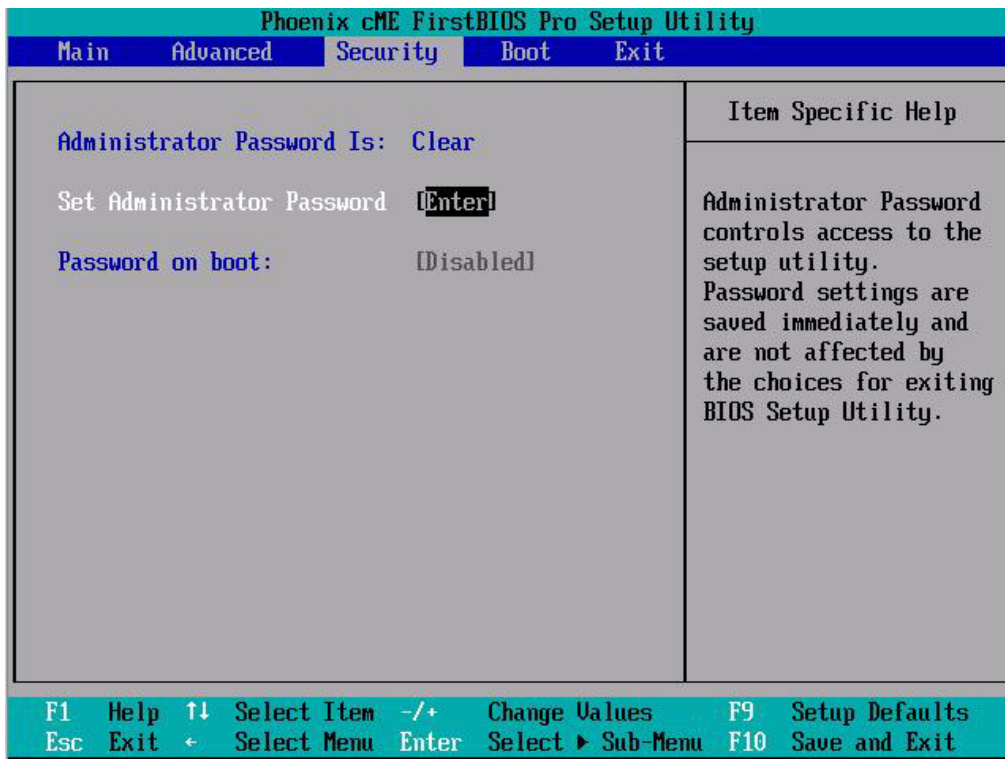 Phoenix cME FirstBIOS Pro Setup Utility
Main Advanced Security Boot Exit
Administrator Password Is: Clear
Set Administrator Password [Enter]
Password on boot: [Disabled]
Item Specific Help
Administrator Password
controls access to the
setup utility.
Password settings are
saved immediately and
are not affected by
the choices for exiting
BIOS Setup Utility.
F1 Help ↑↓ Select Item -/+ Change Values F9 Setup Defaults
Esc Exit ← Select Menu Enter Select ▶ Sub-Menu F10 Save and Exit